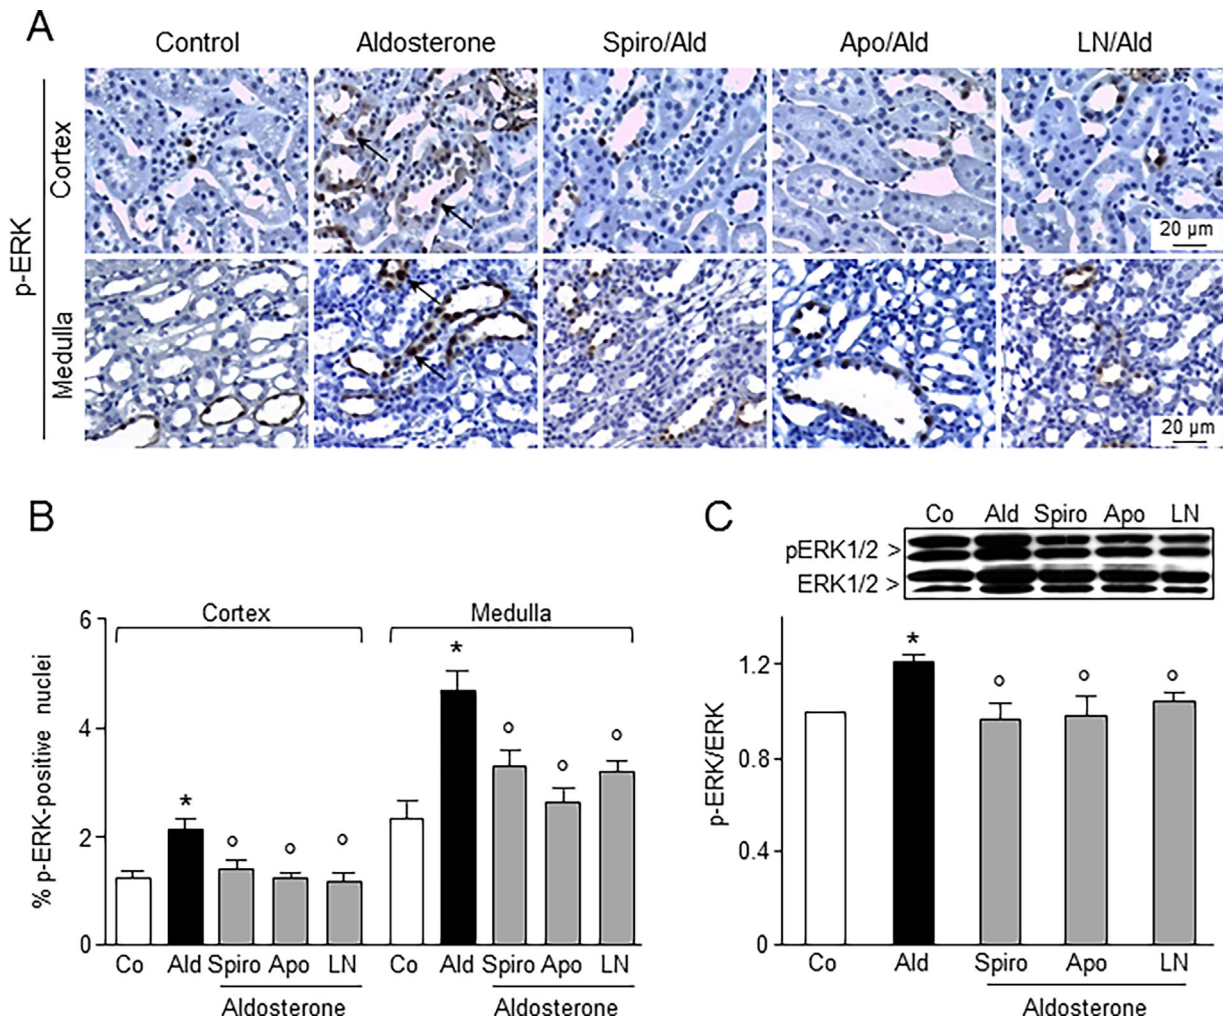 A
Control Aldosterone Spiro/Ald Apo/Ald LN/Ald
p-ERK
Cortex
20 µm
Medulla
20 µm
B
% p-ERK-positive nuclei
6
4
2
0
Cortex Medulla
*
*
Co Ald Spiro Apo LN Co Ald Spiro Apo LN
Aldosterone Aldosterone
C
Co Ald Spiro Apo LN
pERK1/2 >
ERK1/2 >
p-ERK/ERK
1.2
0.8
0.4
0
*
Co Ald Spiro Apo LN
Aldosterone